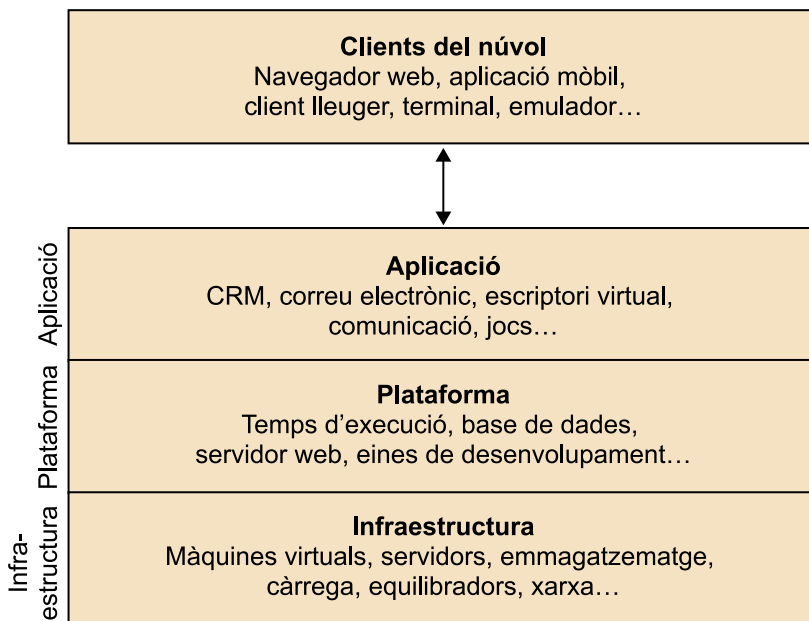 Clients del núvol
Navegador web, aplicació mòbil,
client lleuger, terminal, emulador…
Aplicació
Aplicació
CRM, correu electrònic, escriptori virtual,
comunicació, jocs…
Plataforma
Plataforma
Temps d’execució, base de dades,
servidor web, eines de desenvolupament…
Infra-
estructura
Infraestructura
Màquines virtuals, servidors, emmagatzematge,
càrrega, equilibradors, xarxa…